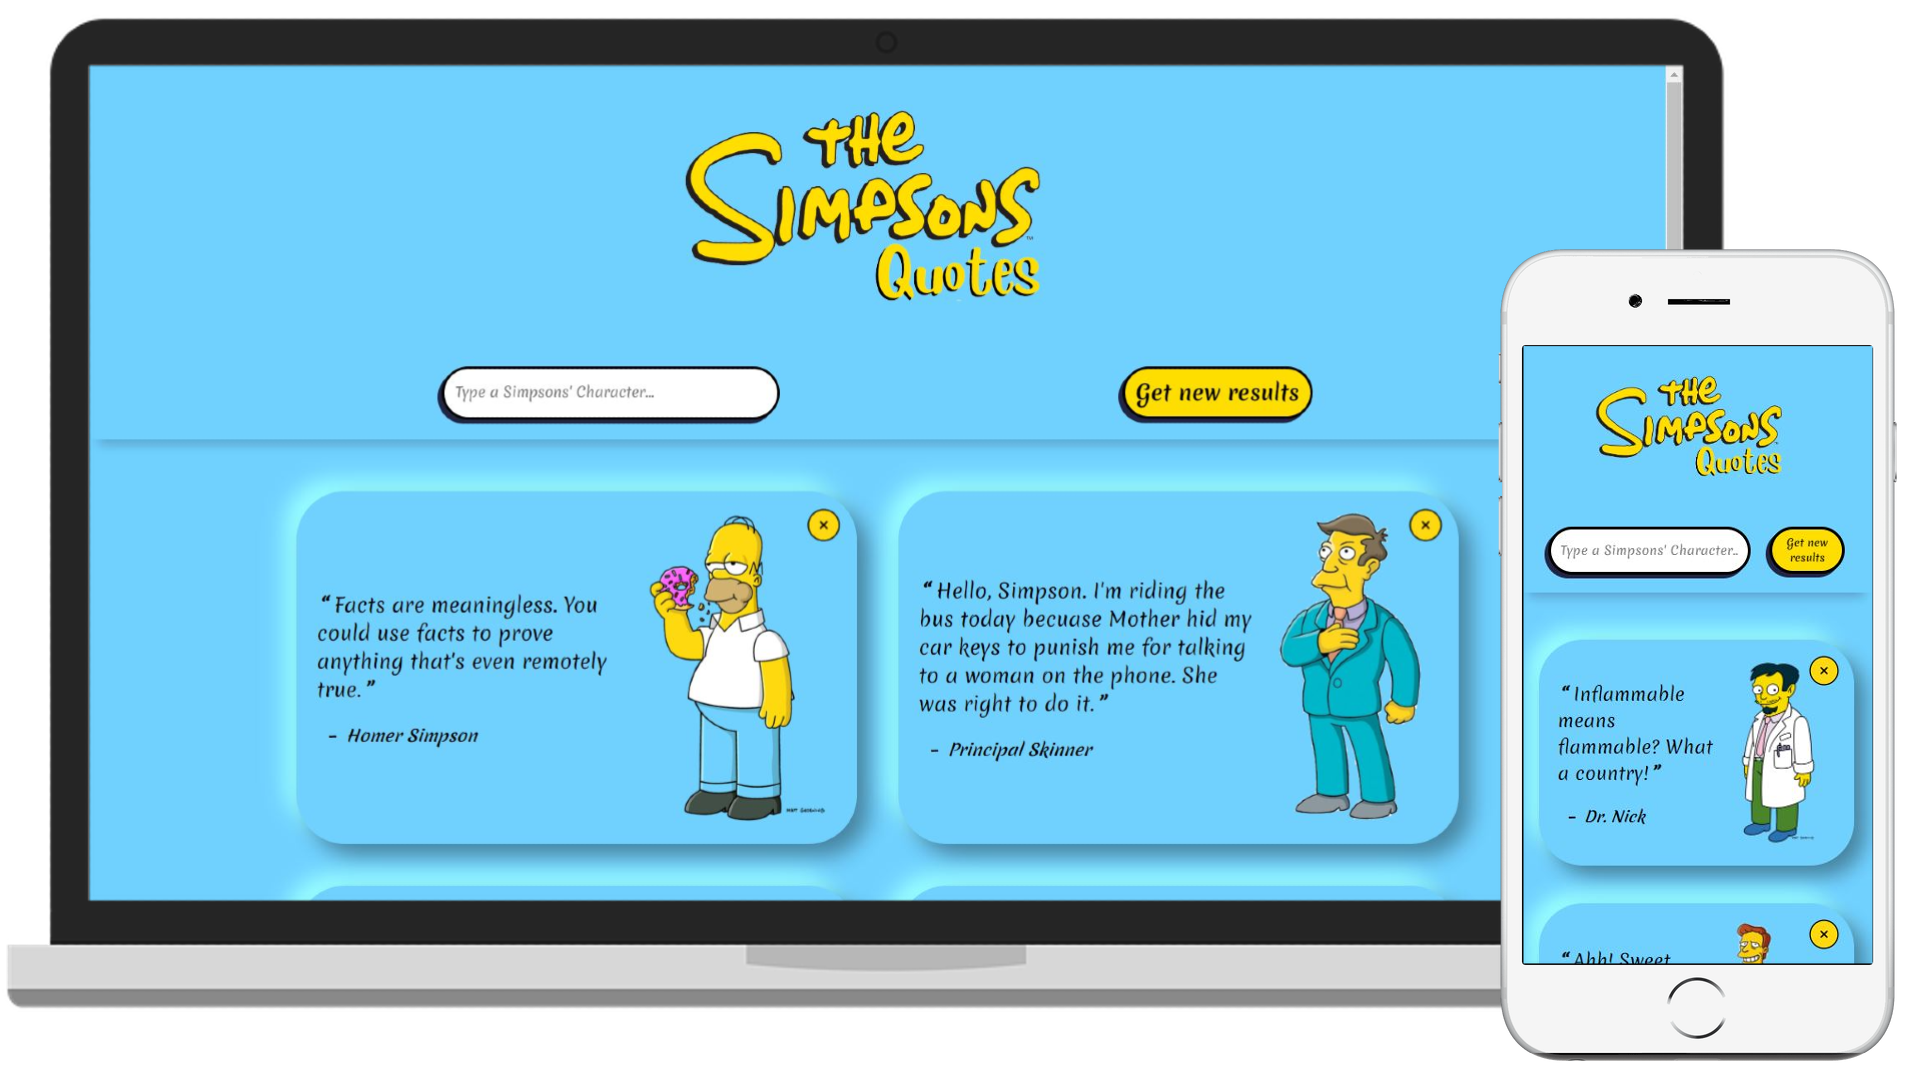 THE
SIMPSONS
™
Quotes
Type a Simpsons' Character...
Get new results
“ Facts are meaningless. You
could use facts to prove
anything that's even remotely
true. ”
- Homer Simpson
MATT GROENING
“ Hello, Simpson. I'm riding the
bus today becuase Mother hid my
car keys to punish me for talking
to a woman on the phone. She
was right to do it. ”
- Principal Skinner
THE
SIMPSONS
Quotes
Type a Simpsons' Character..
Get new
results
“ Inflammable
means
flammable? What
a country! ”
- Dr. Nick
“ Ahh! Sweet